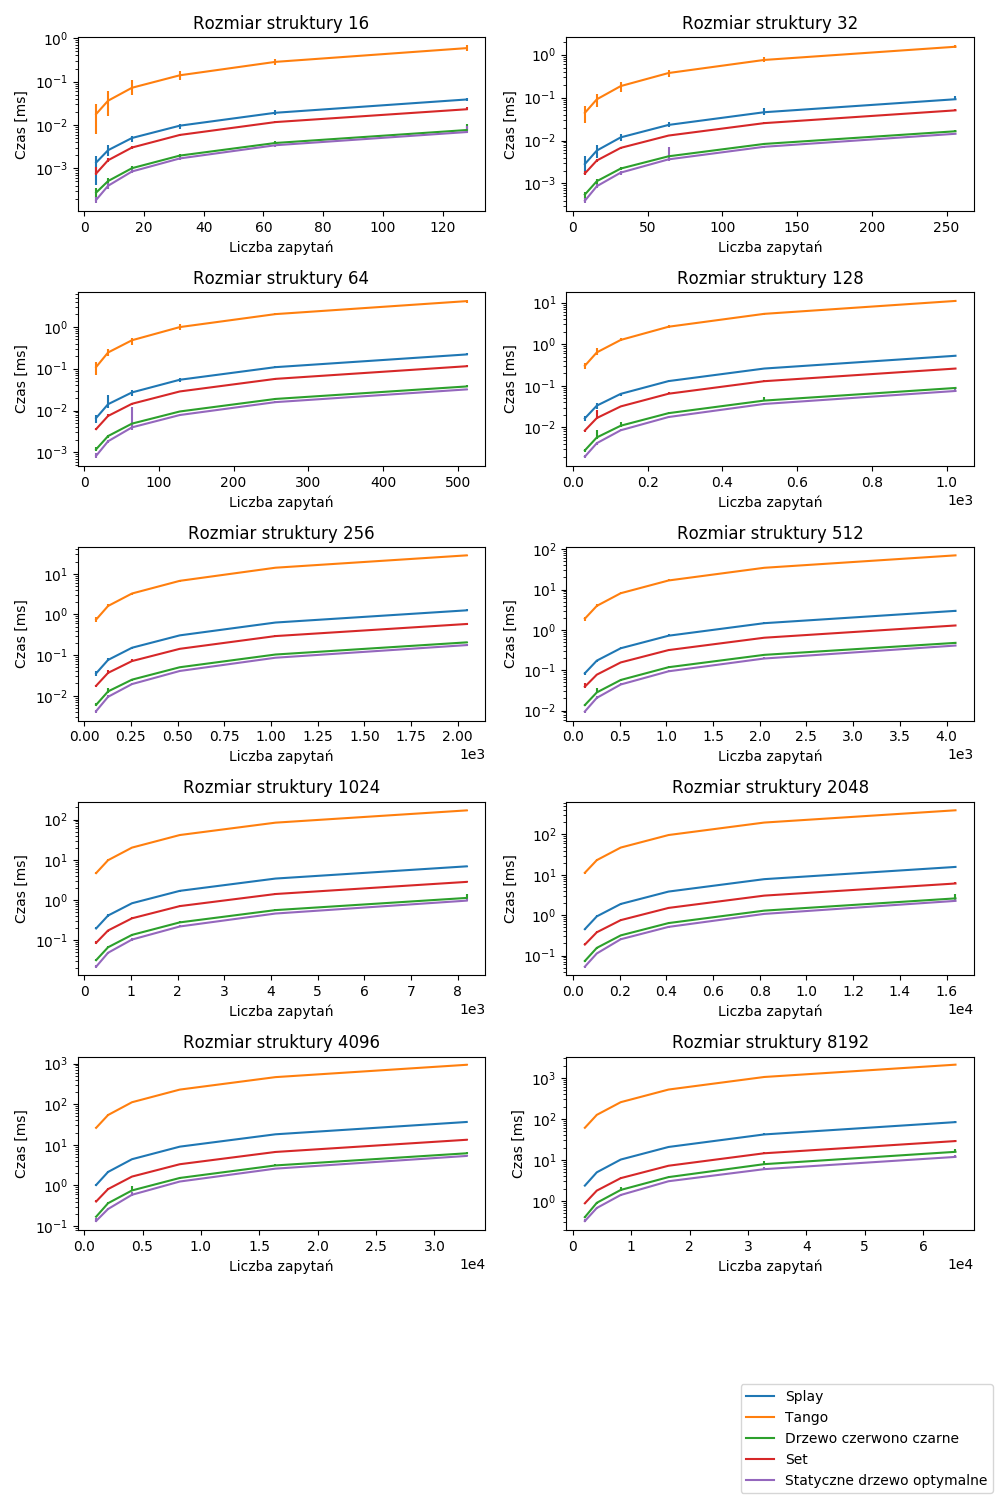 Rozmiar struktury 16
Rozmiar struktury 32
Czas [ms]
10^0
10^-1
10^-2
10^-3
0 20 40 60 80 100 120
Liczba zapytań
Czas [ms]
10^0
10^-1
10^-2
10^-3
0 50 100 150 200 250
Liczba zapytań
Rozmiar struktury 64
Rozmiar struktury 128
Czas [ms]
10^0
10^-1
10^-2
10^-3
0 100 200 300 400 500
Liczba zapytań
Czas [ms]
10^1
10^0
10^-1
10^-2
0.0 0.2 0.4 0.6 0.8 1.0
1e3
Liczba zapytań
Rozmiar struktury 256
Rozmiar struktury 512
Czas [ms]
10^1
10^0
10^-1
10^-2
0.00 0.25 0.50 0.75 1.00 1.25 1.50 1.75 2.00
1e3
Liczba zapytań
Czas [ms]
10^2
10^1
10^0
10^-1
10^-2
0.0 0.5 1.0 1.5 2.0 2.5 3.0 3.5 4.0
1e3
Liczba zapytań
Rozmiar struktury 1024
Rozmiar struktury 2048
Czas [ms]
10^2
10^1
10^0
10^-1
0 1 2 3 4 5 6 7 8
1e3
Liczba zapytań
Czas [ms]
10^2
10^1
10^0
10^-1
0.0 0.2 0.4 0.6 0.8 1.0 1.2 1.4 1.6
1e4
Liczba zapytań
Rozmiar struktury 4096
Rozmiar struktury 8192
Czas [ms]
10^3
10^2
10^1
10^0
10^-1
0.0 0.5 1.0 1.5 2.0 2.5 3.0
1e4
Liczba zapytań
Czas [ms]
10^3
10^2
10^1
10^0
0 1 2 3 4 5 6
1e4
Liczba zapytań
Splay
Tango
Drzewo czerwono czarne
Set
Statyczne drzewo optymalne